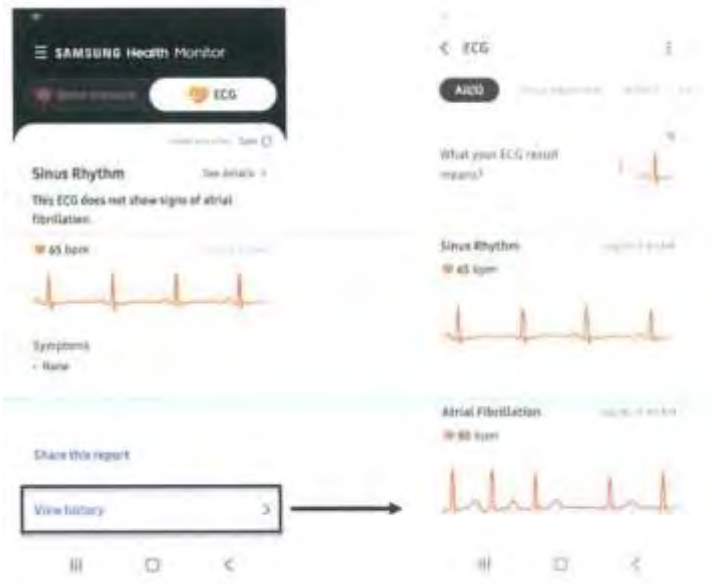 SAMSUNG Health Monitor
ECG
Sync
Sinus Rhythm
See details >
This ECG does not show signs of atrial
fibrillation.
65 bpm
Symptoms
- None
Share this report
View history >
< ECG
What your ECG result
means?
Sinus Rhythm
65 bpm
Atrial Fibrillation
bpm